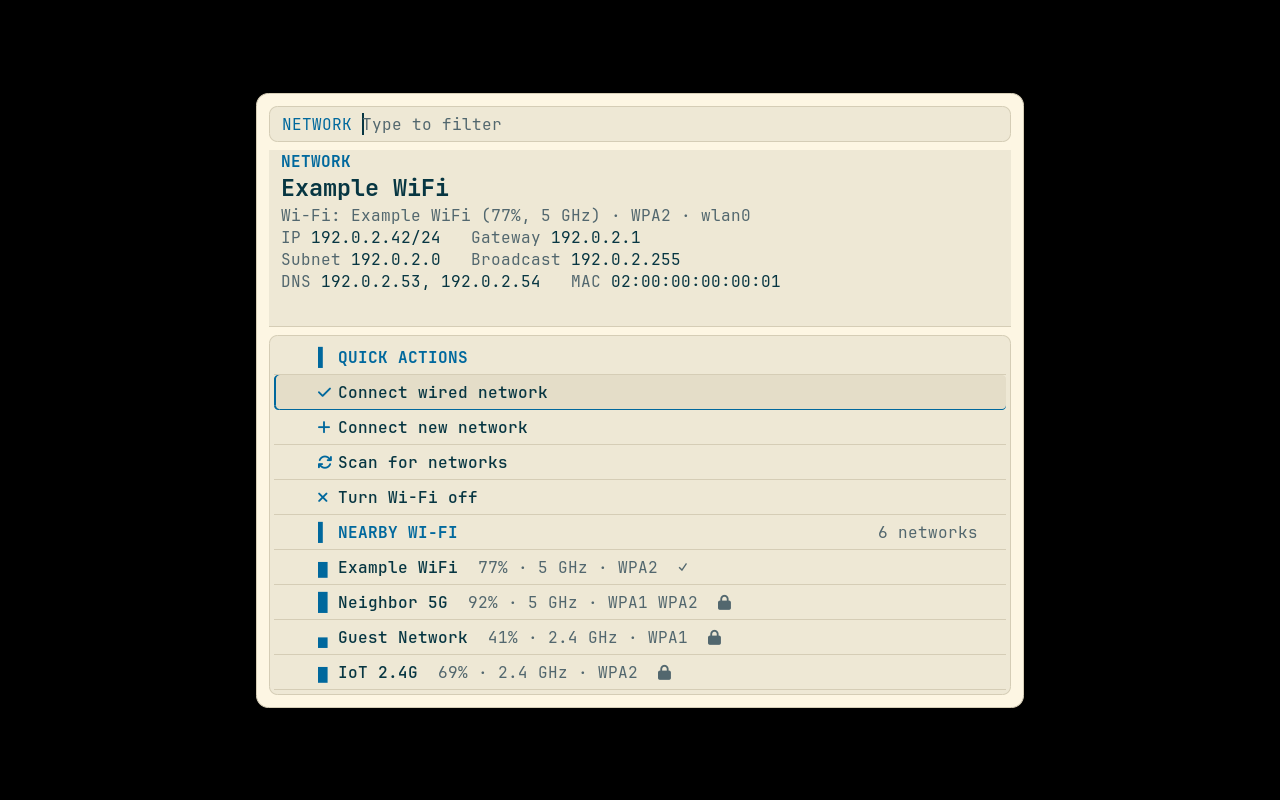 NETWORK Type to filter
NETWORK
Example WiFi
Wi-Fi: Example WiFi (77%, 5 GHz) · WPA2 · wlan0
IP 192.0.2.42/24 Gateway 192.0.2.1
Subnet 192.0.2.0 Broadcast 192.0.2.255
DNS 192.0.2.53, 192.0.2.54 MAC 02:00:00:00:00:01
QUICK ACTIONS
Connect wired network
Connect new network
Scan for networks
Turn Wi-Fi off
NEARBY WI-FI 6 networks
Example WiFi 77% · 5 GHz · WPA2 ✓
Neighbor 5G 92% · 5 GHz · WPA1 WPA2
Guest Network 41% · 2.4 GHz · WPA1
IoT 2.4G 69% · 2.4 GHz · WPA2